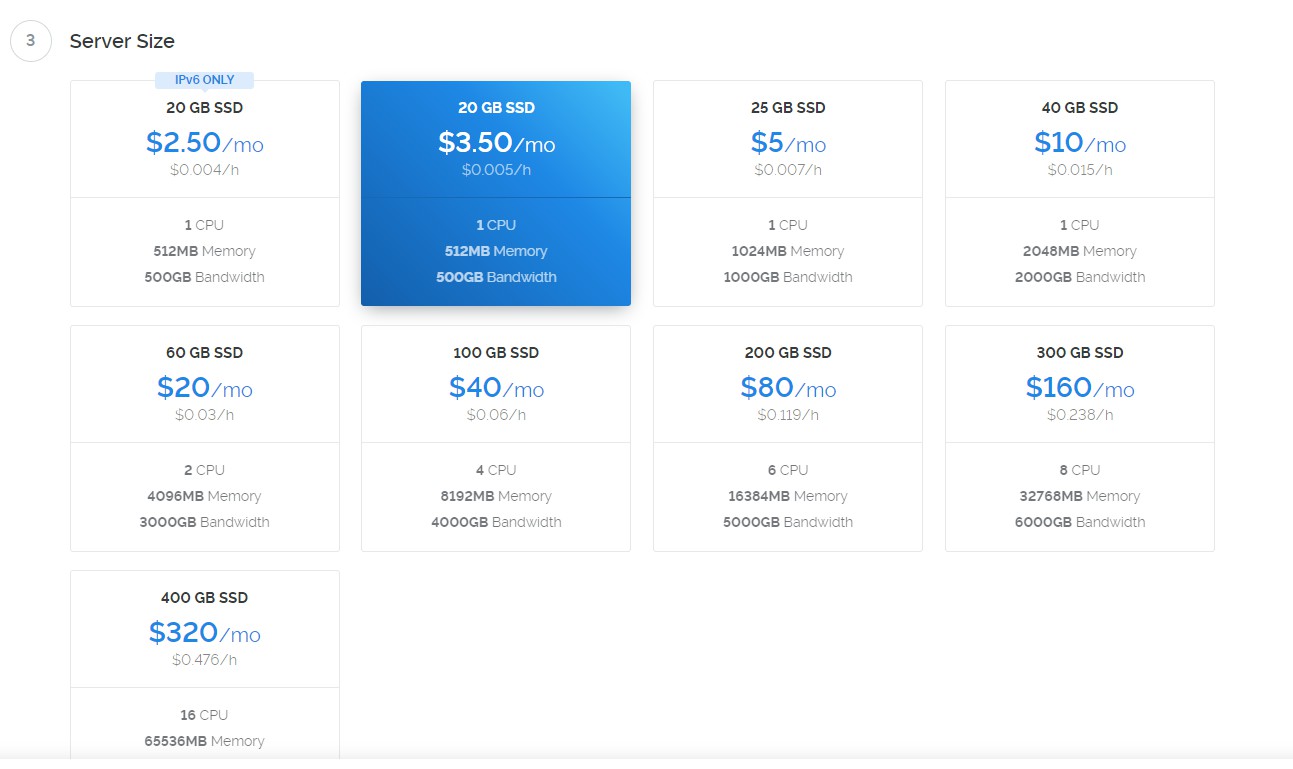 3
Server Size
IPv6 ONLY
20 GB SSD
$2.50/mo
$0.004/h
1 CPU
512MB Memory
500GB Bandwidth
20 GB SSD
$3.50/mo
$0.005/h
1 CPU
512MB Memory
500GB Bandwidth
25 GB SSD
$5/mo
$0.007/h
1 CPU
1024MB Memory
1000GB Bandwidth
40 GB SSD
$10/mo
$0.015/h
1 CPU
2048MB Memory
2000GB Bandwidth
60 GB SSD
$20/mo
$0.03/h
2 CPU
4096MB Memory
3000GB Bandwidth
100 GB SSD
$40/mo
$0.06/h
4 CPU
8192MB Memory
4000GB Bandwidth
200 GB SSD
$80/mo
$0.119/h
6 CPU
16384MB Memory
5000GB Bandwidth
300 GB SSD
$160/mo
$0.238/h
8 CPU
32768MB Memory
6000GB Bandwidth
400 GB SSD
$320/mo
$0.476/h
16 CPU
65536MB Memory